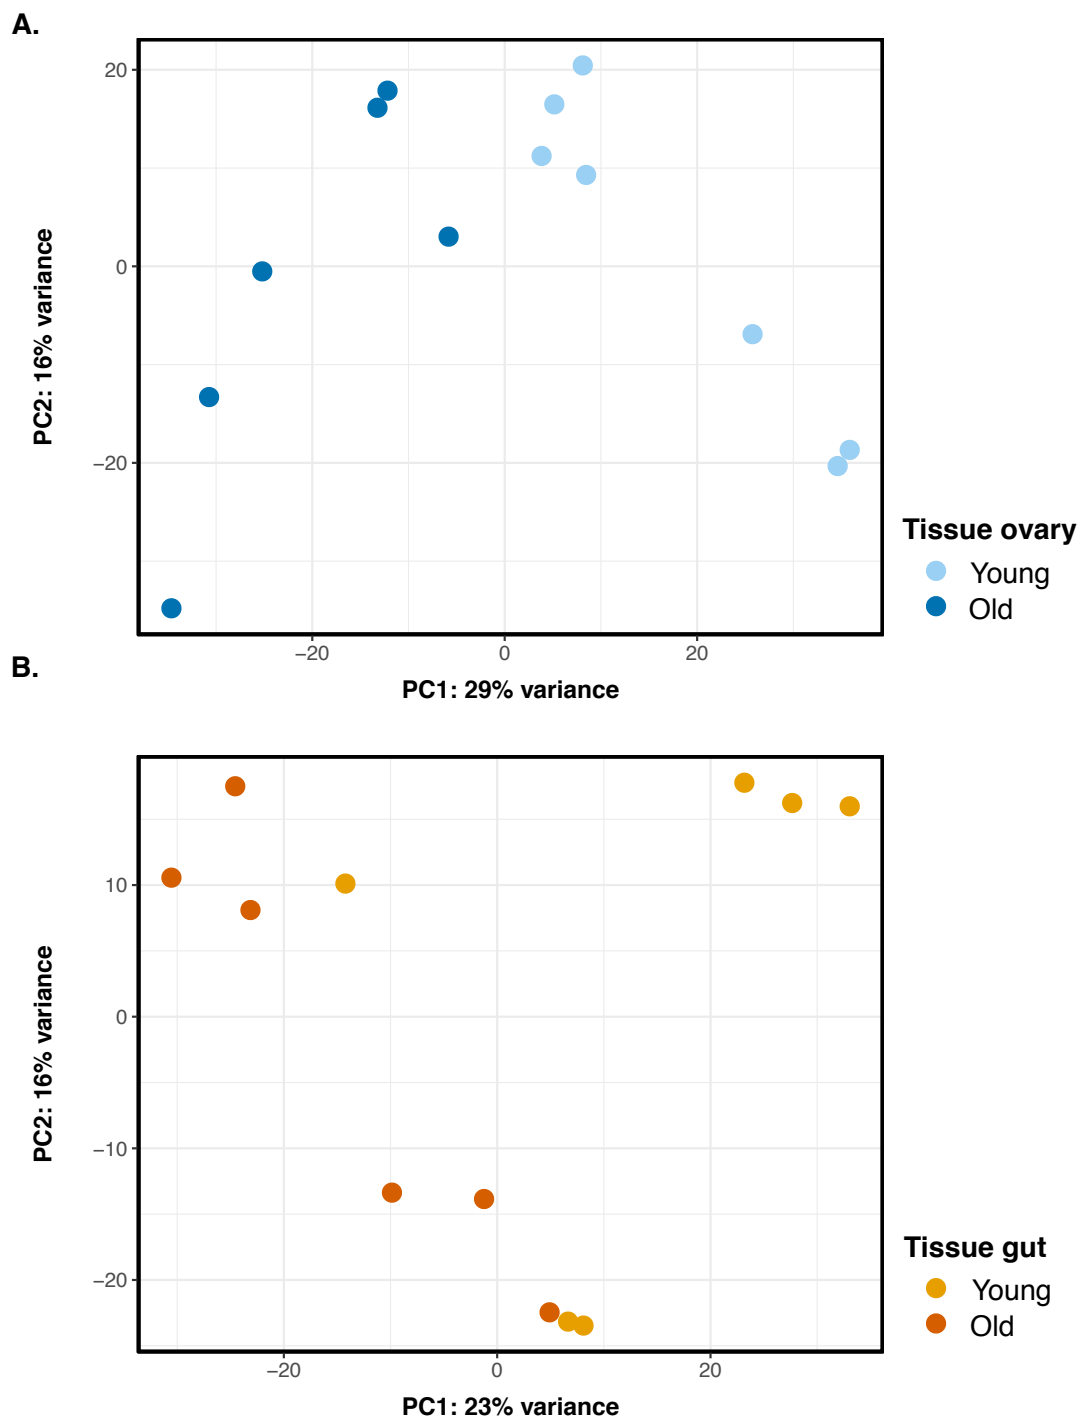 A.
20
0
−20
PC2: 16% variance
−20
0
20
PC1: 29% variance
Tissue ovary
Young
Old
B.
10
0
−10
−20
PC2: 16% variance
−20
0
20
PC1: 23% variance
Tissue gut
Young
Old